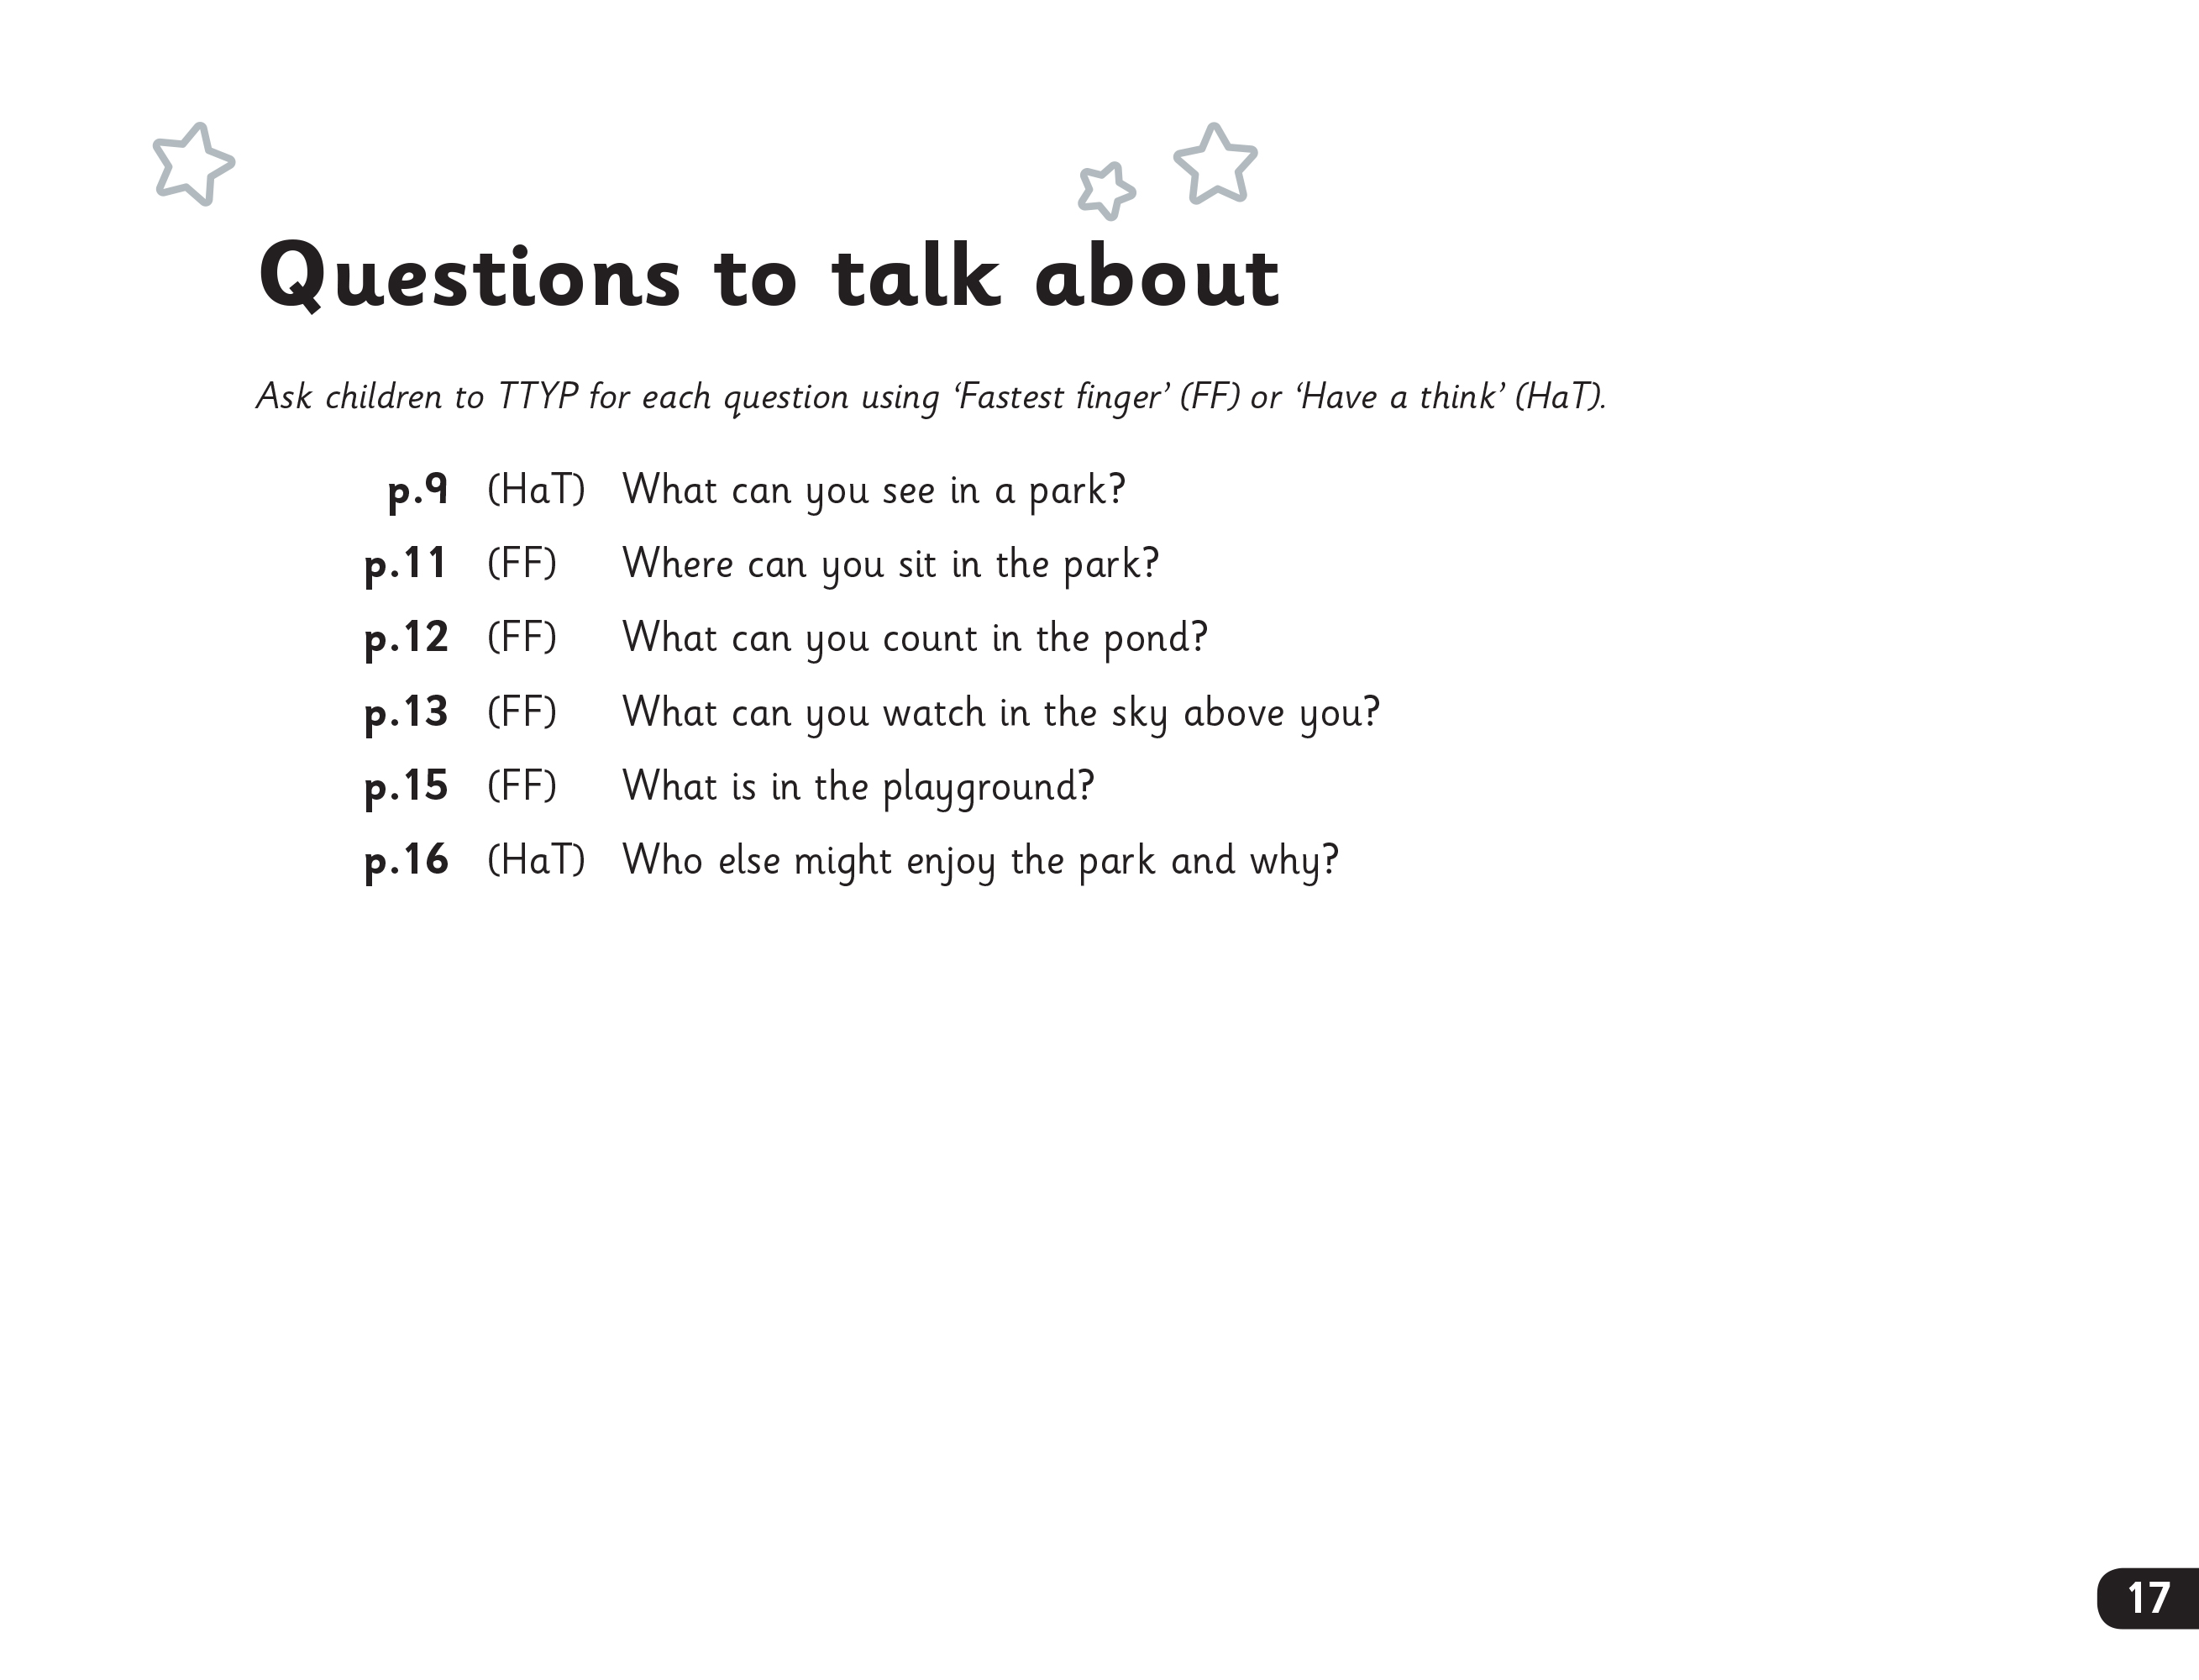 Questions to talk about
Ask children to TTYP for each question using ‘Fastest finger’ (FF) or ‘Have a think’ (HaT).
p.9 (HaT) What can you see in a park?
p.11 (FF) Where can you sit in the park?
p.12 (FF) What can you count in the pond?
p.13 (FF) What can you watch in the sky above you?
p.15 (FF) What is in the playground?
p.16 (HaT) Who else might enjoy the park and why?
17